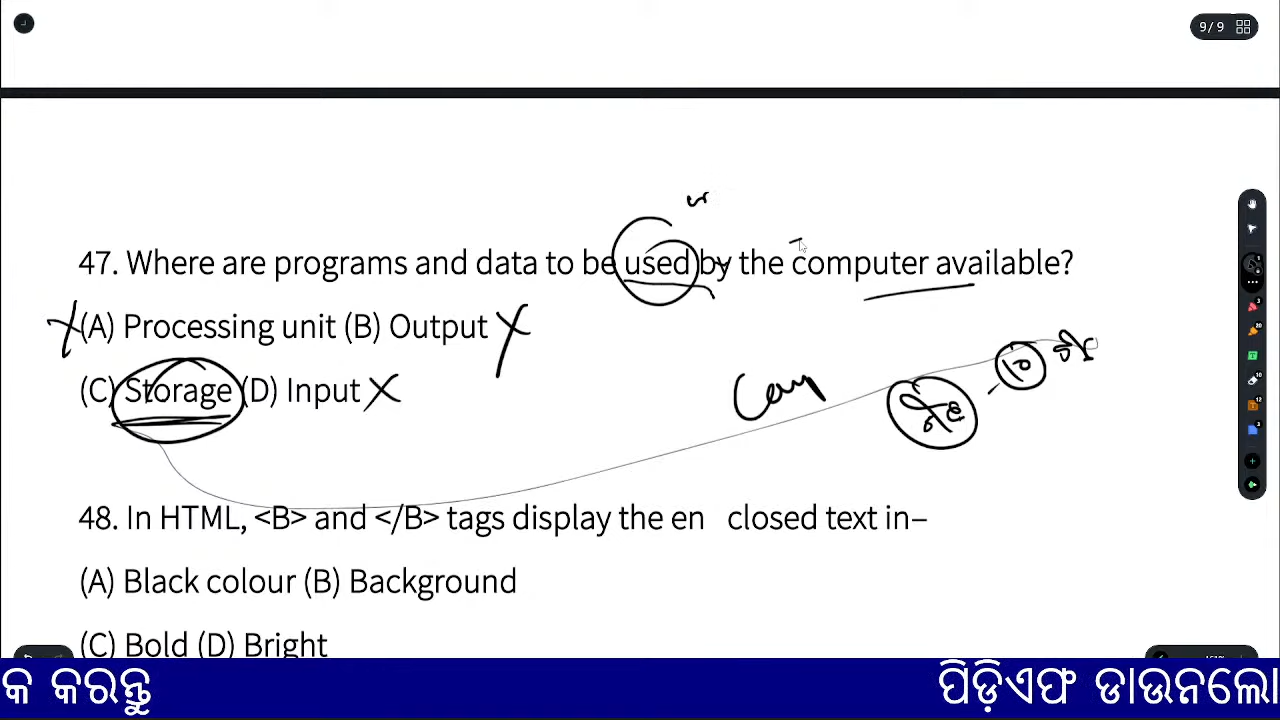 9/9
47. Where are programs and data to be used by the computer available?
(A) Processing unit (B) Output
(C) Storage (D) Input
48. In HTML, <B> and </B> tags display the en closed text in–
(A) Black colour (B) Background
(C) Bold (D) Bright
କ କରନ୍ତୁ ପିଡ଼ିଏଫ ଡାଉନଲୋ